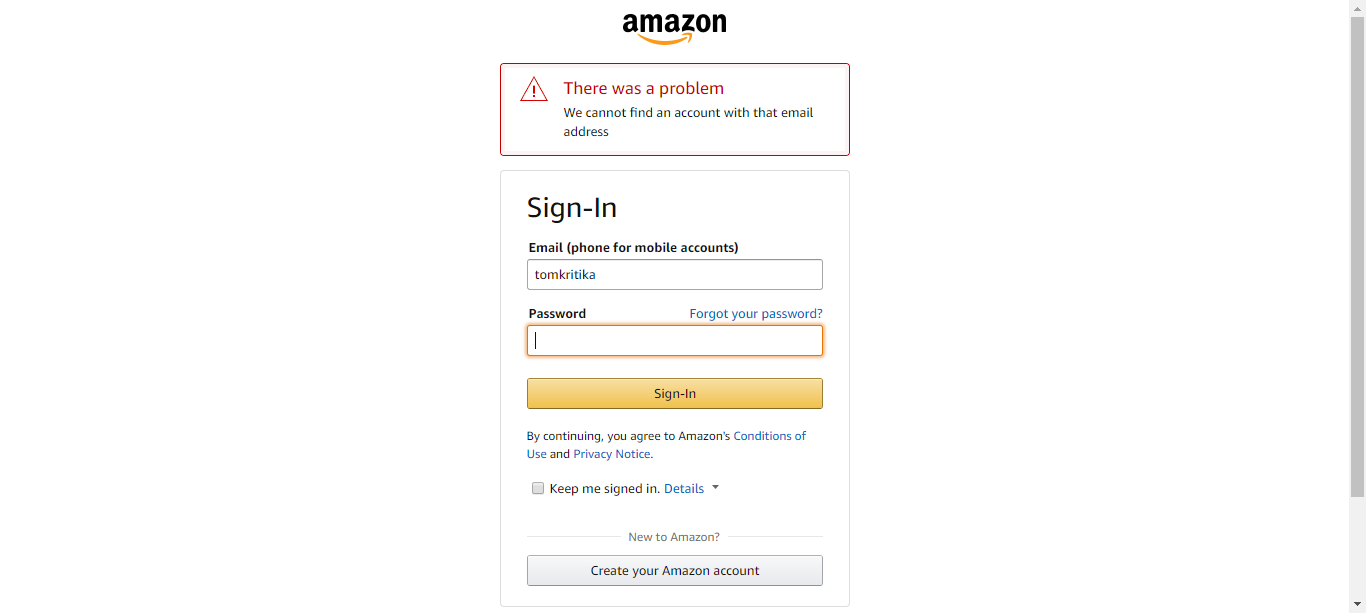 amazon
There was a problem
We cannot find an account with that email
address
Sign-In
Email (phone for mobile accounts)
tomkritika
Password Forgot your password?
Sign-In
By continuing, you agree to Amazon's Conditions of
Use and Privacy Notice.
Keep me signed in. Details
New to Amazon?
Create your Amazon account